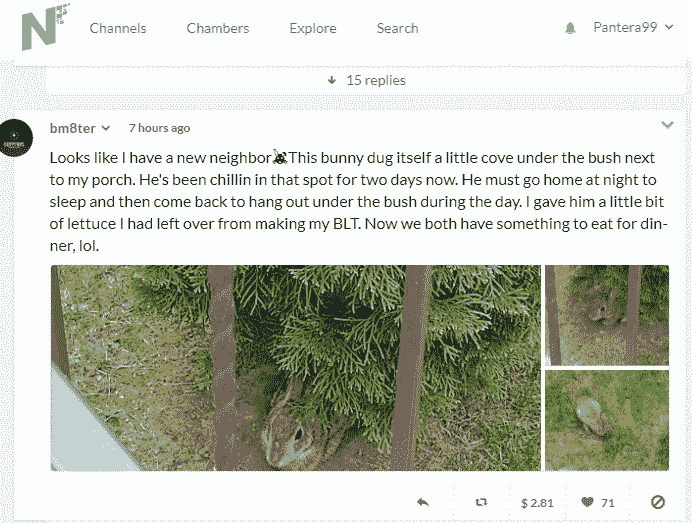 Channels Chambers Explore Search Pantera99
15 replies
bm8ter 7 hours ago
Looks like I have a new neighbor🐰This bunny dug itself a little cove under the bush next
to my porch. He's been chillin in that spot for two days now. He must go home at night to
sleep and then come back to hang out under the bush during the day. I gave him a little bit
of lettuce I had left over from making my BLT. Now we both have something to eat for din-
ner, lol.
$ 2.81 71